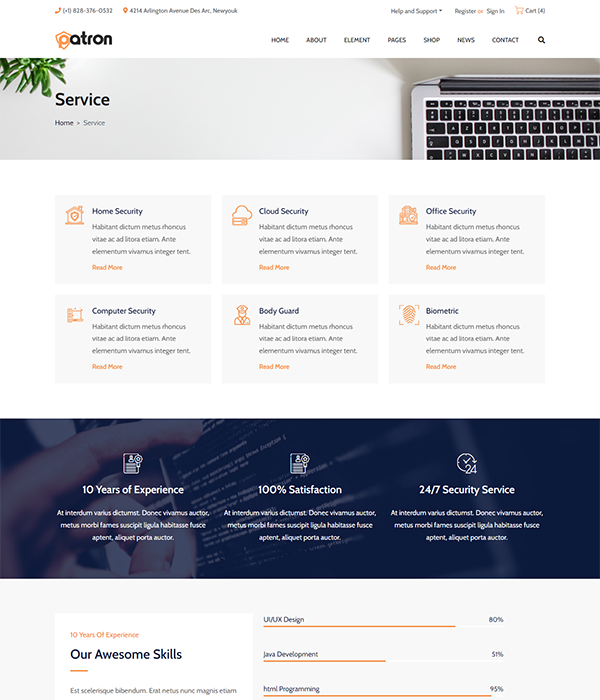 (+1) 828-376-0532 4214 Arlington Avenue Des Arc, Newyouk Help and Support Register or Sign In Cart (4)
patron HOME ABOUT ELEMENT PAGES SHOP NEWS CONTACT
Service
Home > Service
Home Security Cloud Security Office Security
Habitant dictum metus rhoncus Habitant dictum metus rhoncus Habitant dictum metus rhoncus
vitae ac ad litora etiam. Ante vitae ac ad litora etiam. Ante vitae ac ad litora etiam. Ante
elementum vivamus integer tent. elementum vivamus integer tent. elementum vivamus integer tent.
Read More Read More Read More
Computer Security Body Guard Biometric
Habitant dictum metus rhoncus Habitant dictum metus rhoncus Habitant dictum metus rhoncus
vitae ac ad litora etiam. Ante vitae ac ad litora etiam. Ante vitae ac ad litora etiam. Ante
elementum vivamus integer tent. elementum vivamus integer tent. elementum vivamus integer tent.
Read More Read More Read More
24
10 Years of Experience 100% Satisfaction 24/7 Security Service
At interdum varius dictumst. Donec vivamus auctor, At interdum varius dictumst. Donec vivamus auctor, At interdum varius dictumst. Donec vivamus auctor,
metus morbi fames suscipit ligula habitasse fusce metus morbi fames suscipit ligula habitasse fusce metus morbi fames suscipit ligula habitasse fusce
aptent, aliquet porta auctor. aptent, aliquet porta auctor. aptent, aliquet porta auctor.
UI/UX Design 80%
10 Years Of Experience
Our Awesome Skills
Java Development 51%
Est scelerisque bibendum. Erat netus nunc magnis etiam
html Programming 95%